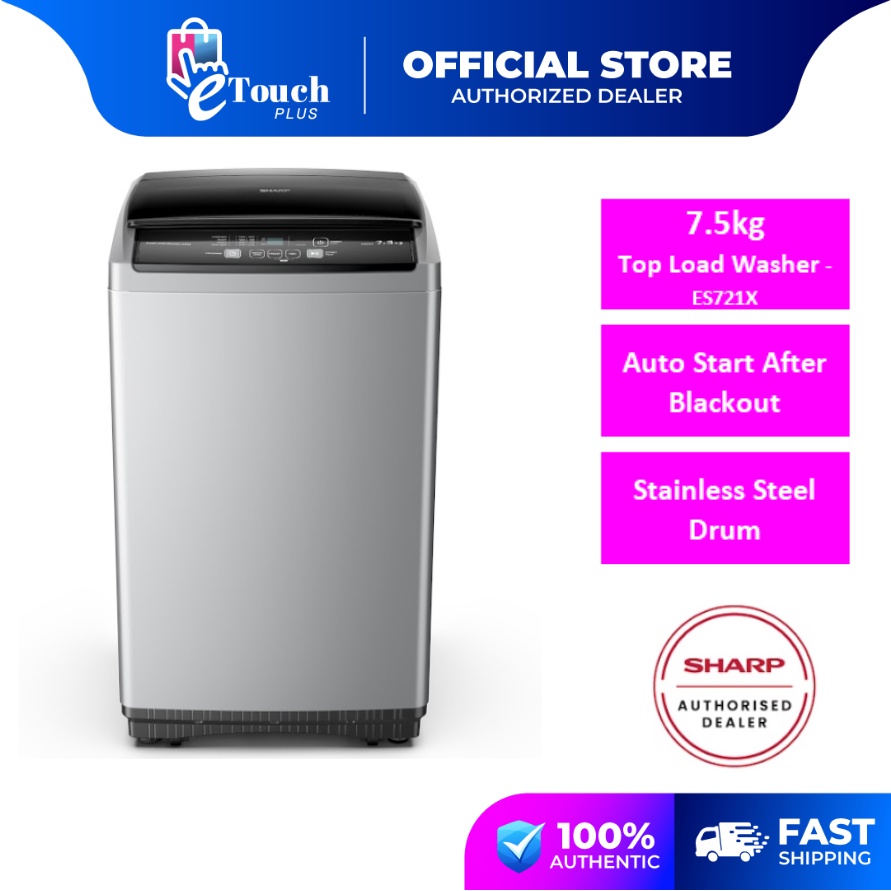 eTouch
PLUS
OFFICIAL STORE
AUTHORIZED DEALER
SHARP
7.5kg
Top Load Washer -
ES721X
Auto Start After
Blackout
Stainless Steel
Drum
SHARP
AUTHORISED
DEALER
100%
AUTHENTIC
FAST
SHIPPING